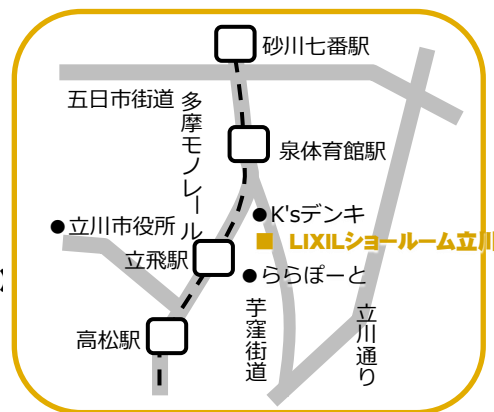 砂川七番駅
五日市街道
多摩モノレール
泉体育館駅
●K'sデンキ
●立川市役所
■ LIXILショールーム立川
立飛駅
●ららぽーと
芋窪街道
立川通り
高松駅